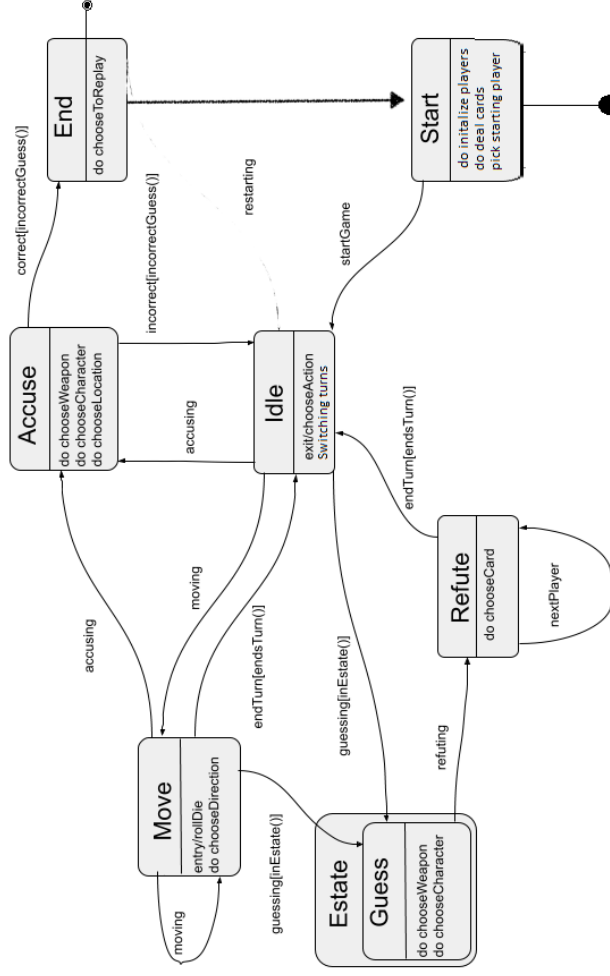 correct[incorrectGuess()]
Accuse
do chooseWeapon
do chooseCharacter
do chooseLocation
End
do chooseToReplay
accusing
incorrect[incorrectGuess()]
Move
entry/rollDie
do chooseDirection
moving
moving
accusing
endTurn[endsTurn()]
restarting
Idle
exit/chooseAction
Switching turns
guessing[inEstate()]
guessing[inEstate()]
startGame
Estate
Guess
do chooseWeapon
do chooseCharacter
endTurn[endsTurn()]
Start
do initalize players
do deal cards
pick starting player
refuting
Refute
do chooseCard
nextPlayer